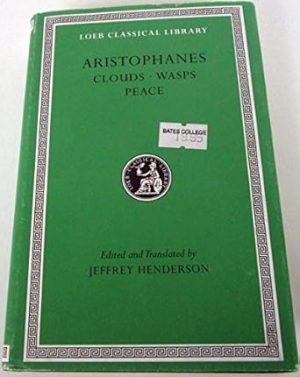 LOEB CLASSICAL LIBRARY
ARISTOPHANES
CLOUDS · WASPS
PEACE
BATES COLLEGE
Edited and Translated by
JEFFREY HENDERSON